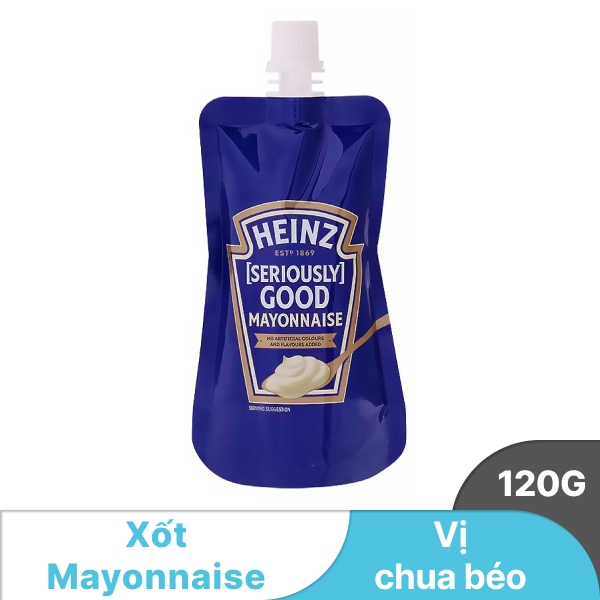 HEINZ
ESTD 1869
[SERIOUSLY]
GOOD
MAYONNAISE
NO ARTIFICIAL COLOURS
AND FLAVOURS ADDED
SERVING SUGGESTION
120G
Xốt
Mayonnaise
Vị
chua béo